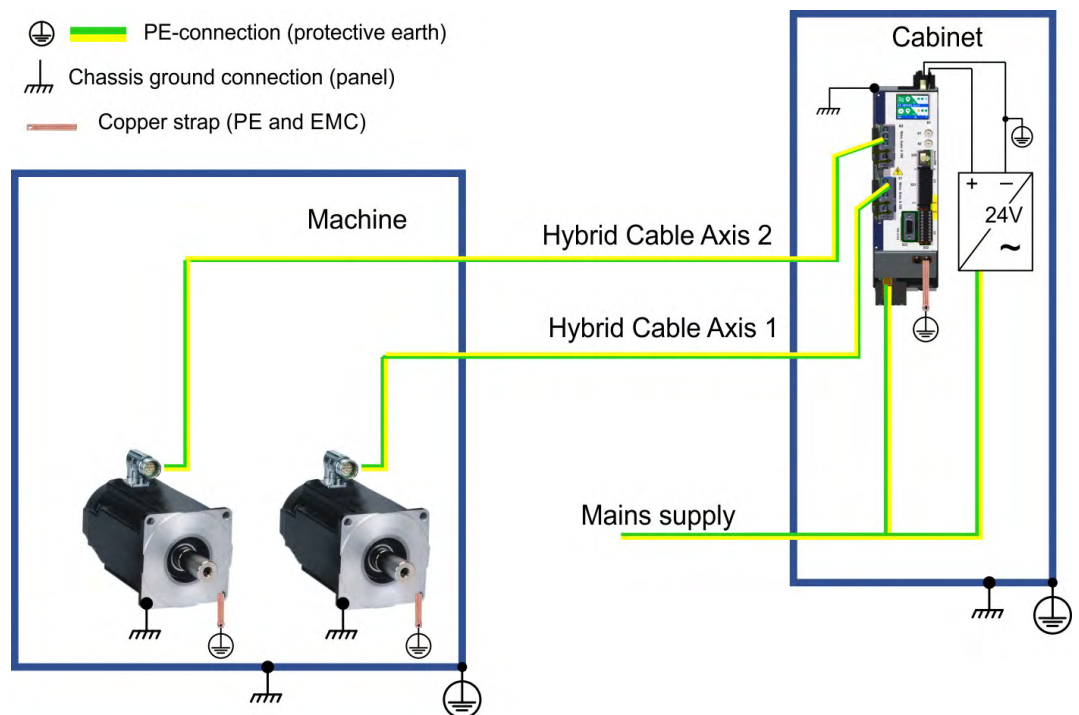 PE-connection (protective earth)
Chassis ground connection (panel)
Copper strap (PE and EMC)
Cabinet
Machine
+ −
24V
~
Hybrid Cable Axis 2
Hybrid Cable Axis 1
Mains supply